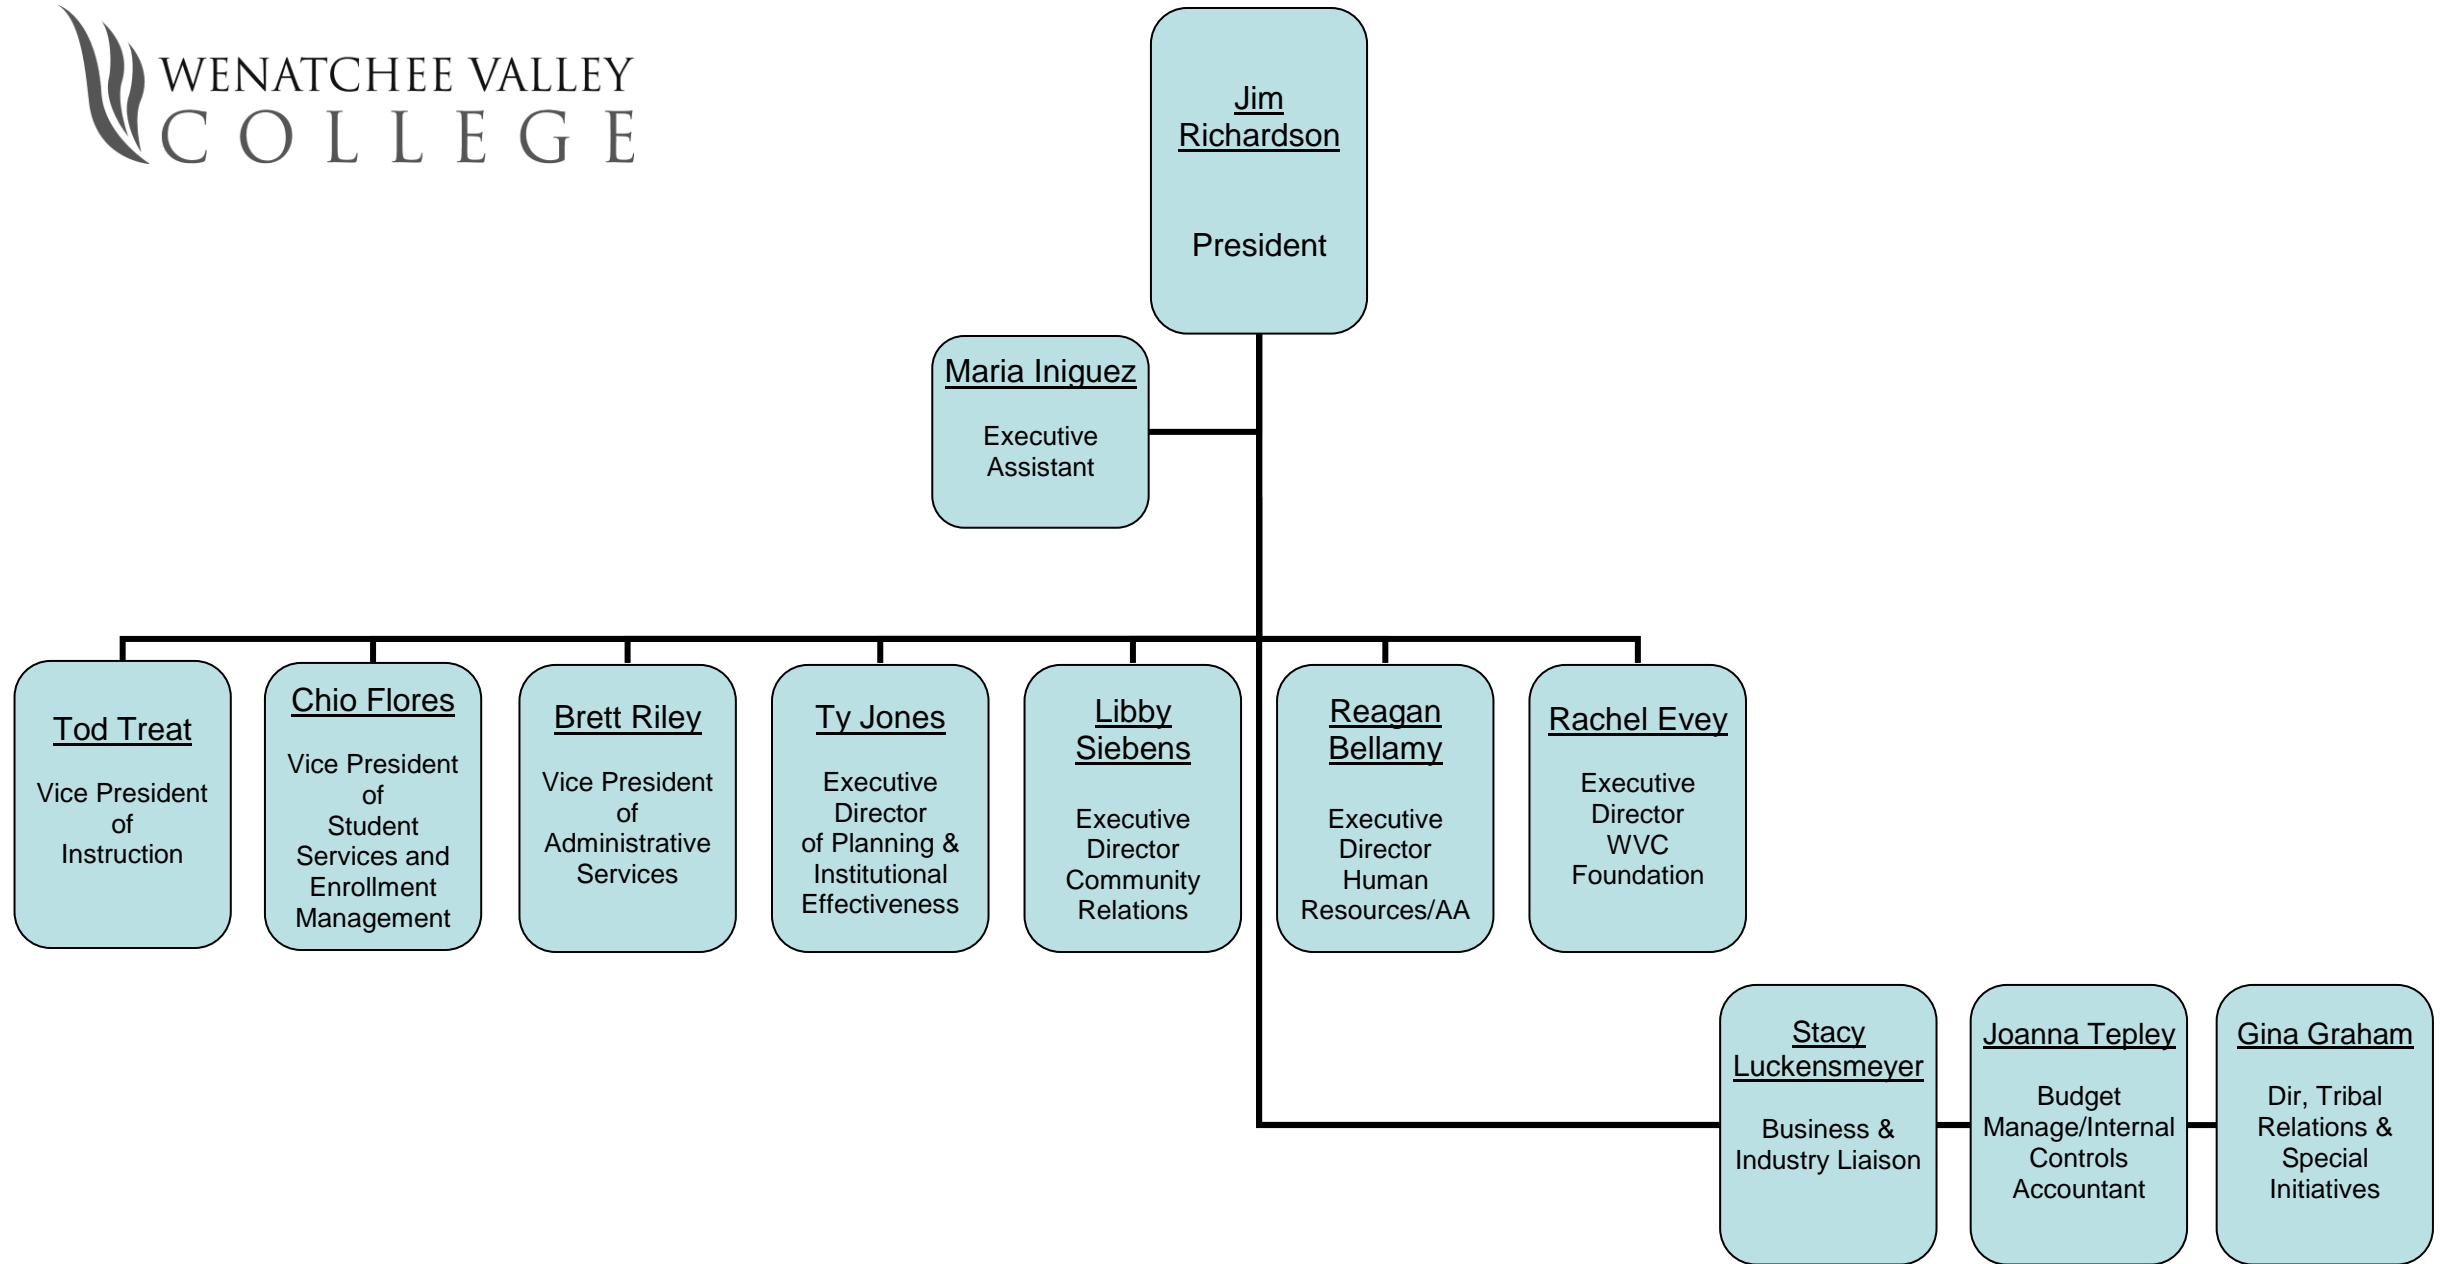 WENATCHEE VALLEY
COLLEGE
Jim
Richardson
President
Maria Iniguez
Executive
Assistant
Tod Treat
Vice President
of
Instruction
Chio Flores
Vice President
of
Student
Services and
Enrollment
Management
Brett Riley
Vice President
of
Administrative
Services
Ty Jones
Executive
Director
of Planning &
Institutional
Effectiveness
Libby
Siebens
Executive
Director
Community
Relations
Reagan
Bellamy
Executive
Director
Human
Resources/AA
Rachel Evey
Executive
Director
WVC
Foundation
Stacy
Luckensmeyer
Business &
Industry Liaison
Joanna Tepley
Budget
Manage/Internal
Controls
Accountant
Gina Graham
Dir, Tribal
Relations &
Special
Initiatives